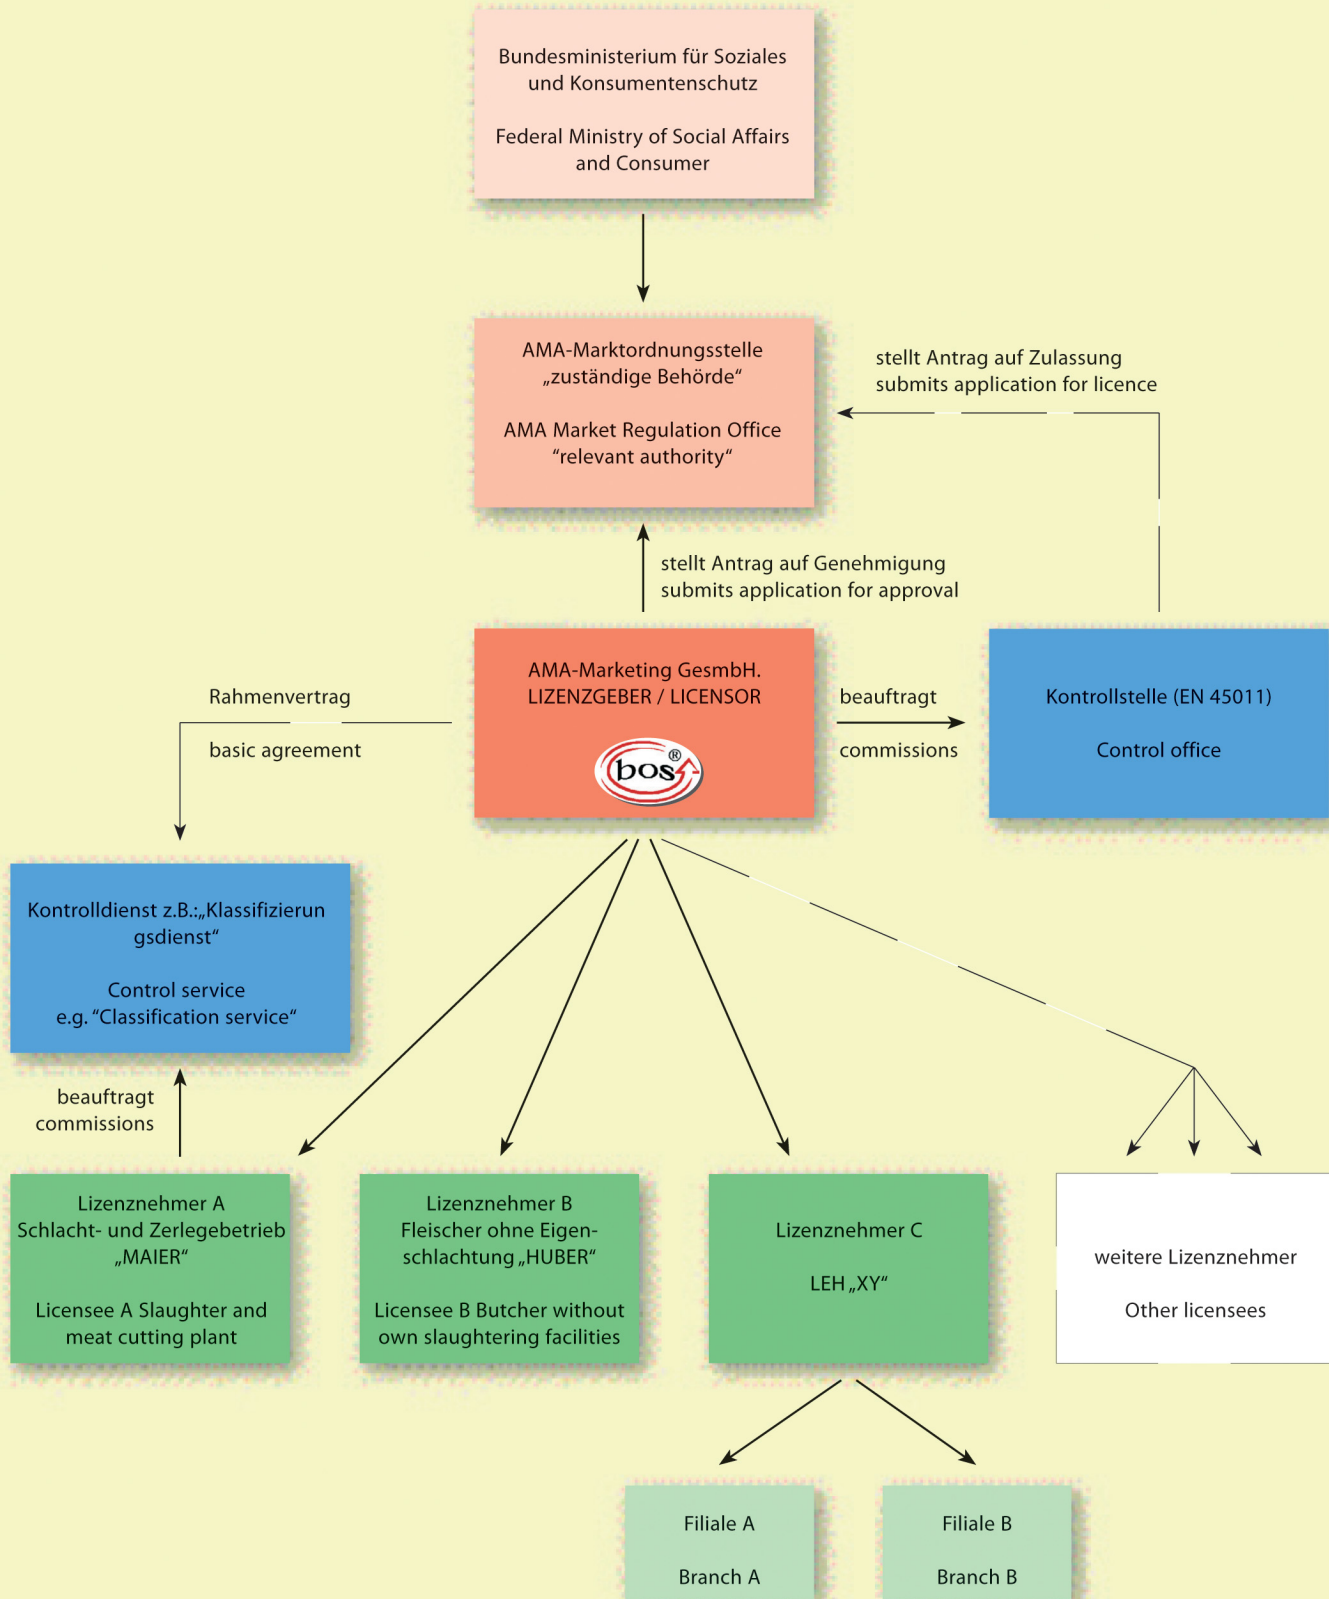 Bundesministerium für Soziales
und Konsumentenschutz
Federal Ministry of Social Affairs
and Consumer
AMA-Marktordnungsstelle
„zuständige Behörde“
AMA Market Regulation Office
“relevant authority“
stellt Antrag auf Zulassung
submits application for licence
stellt Antrag auf Genehmigung
submits application for approval
AMA-Marketing GesmbH.
LIZENZGEBER / LICENSOR
bos®
Rahmenvertrag
basic agreement
beauftragt
commissions
Kontrollstelle (EN 45011)
Control office
Kontrolldienst z.B.:„Klassifizierun
gsdienst“
Control service
e.g. “Classification service“
beauftragt
commissions
Lizenznehmer A
Schlacht- und Zerlegebetrieb
„MAIER“
Licensee A Slaughter and
meat cutting plant
Lizenznehmer B
Fleischer ohne Eigen-
schlachtung „HUBER“
Licensee B Butcher without
own slaughtering facilities
Lizenznehmer C
LEH „XY“
weitere Lizenznehmer
Other licensees
Filiale A
Branch A
Filiale B
Branch B